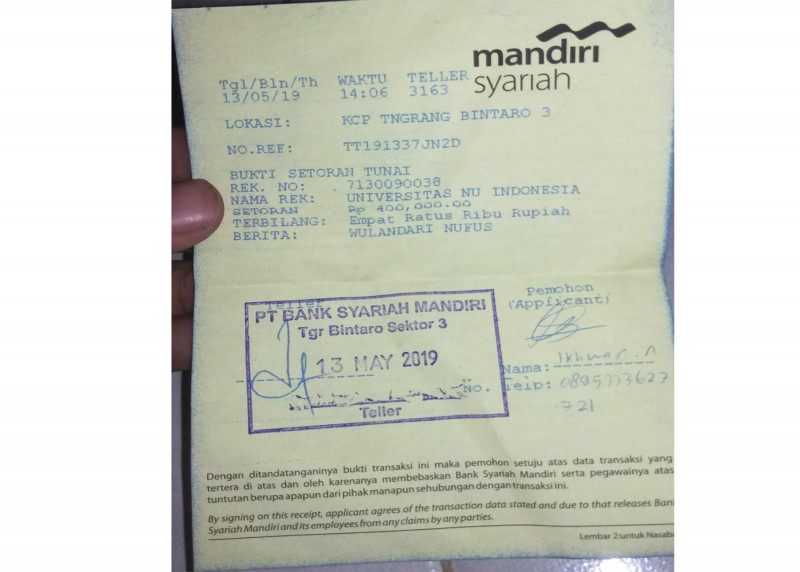 mandiri
syariah
Tgl/Bln/Th WAKTU TELLER
13/05/19 14:06 3163
LOKASI: KCP TNGRANG BINTARO 3
NO.REF: TT191337JN2D
BUKTI SETORAN TUNAI
REK. NO: 7130090038
NAMA REK: UNIVERSITAS NU INDONESIA
SETORAN Rp 400,000.00
TERBILANG: Empat Ratus Ribu Rupiah
BERITA: WULANDARI NUFUS
Teller
PT BANK SYARIAH MANDIRI
Tgr Bintaro Sektor 3
13 MAY 2019
Teller
Pemohon
(Applicant)
Nama: Ikhwar.A
No. Telp: 0895333627
721
Dengan ditandatanganinya bukti transaksi ini maka pemohon setuju atas data transaksi yang
tertera di atas dan oleh karenanya membebaskan Bank Syariah Mandiri serta pegawainya atas
tuntutan berupa apapun dari pihak manapun sehubungan dengan transaksi ini.
By signing on this receipt, applicant agrees of the transaction data stated and due to that releases Bank
Syariah Mandiri and its employees from any claims by any parties.
Lembar 2 untuk Nasaba